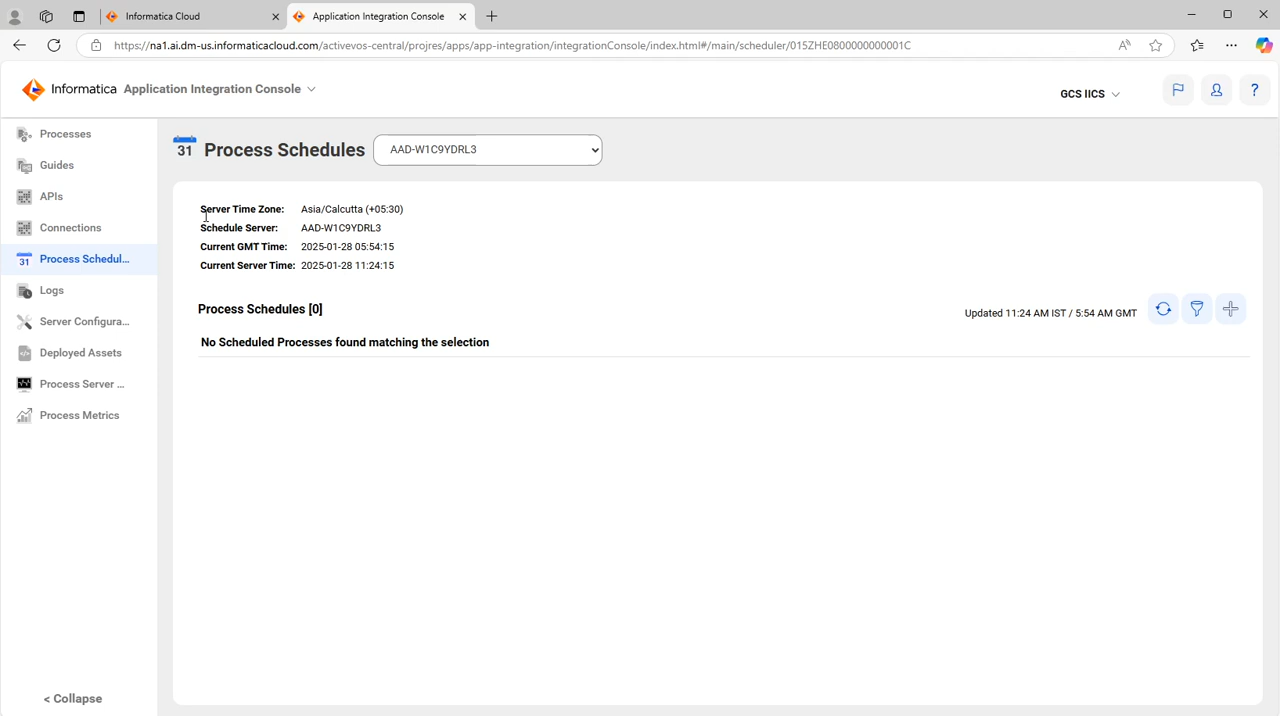 Informatica Cloud
Application Integration Console
https://na1.ai.dm-us.informaticacloud.com/activevos-central/projres/apps/app-integration/integrationConsole/index.html#/main/scheduler/015ZHE0800000000001C
Informatica Application Integration Console
GCS IICS
?
Processes
Guides
APIs
Connections
Process Schedul...
Logs
Server Configura...
Deployed Assets
Process Server ...
Process Metrics
< Collapse
31 Process Schedules AAD-W1C9YDRL3
Server Time Zone: Asia/Calcutta (+05:30)
Schedule Server: AAD-W1C9YDRL3
Current GMT Time: 2025-01-28 05:54:15
Current Server Time: 2025-01-28 11:24:15
Process Schedules [0]
Updated 11:24 AM IST / 5:54 AM GMT
No Scheduled Processes found matching the selection